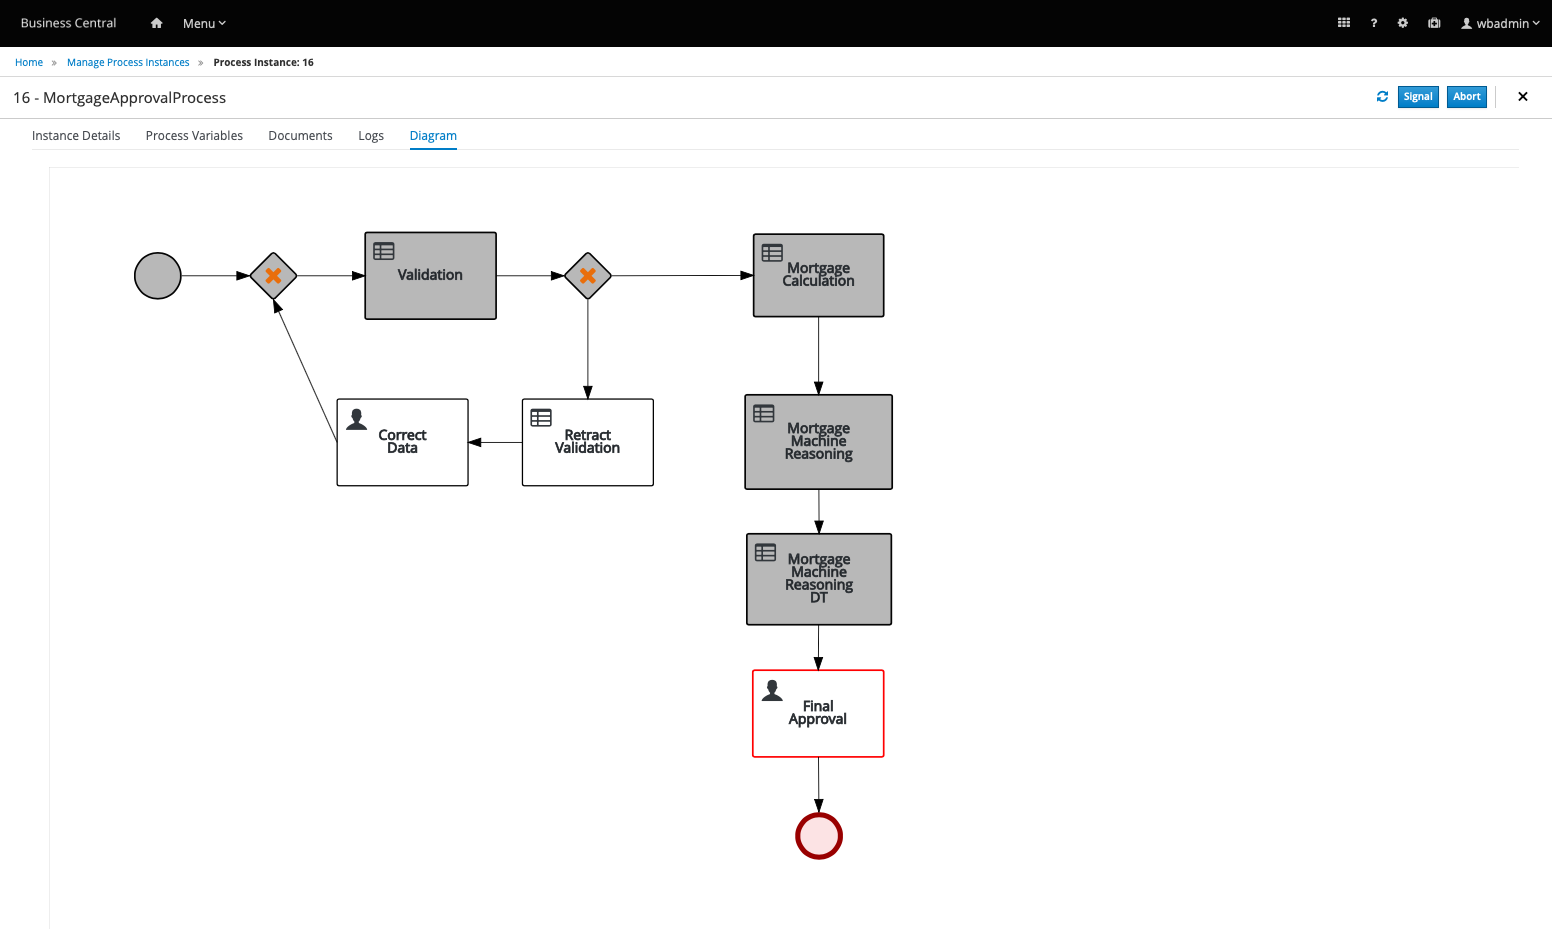 Business Central
Menu
?
wbadmin
Home » Manage Process Instances » Process Instance: 16
16 - MortgageApprovalProcess
Signal
Abort
Instance Details
Process Variables
Documents
Logs
Diagram
Validation
Mortgage
Calculation
Correct
Data
Retract
Validation
Mortgage
Machine
Reasoning
Mortgage
Machine
Reasoning
DT
Final
Approval